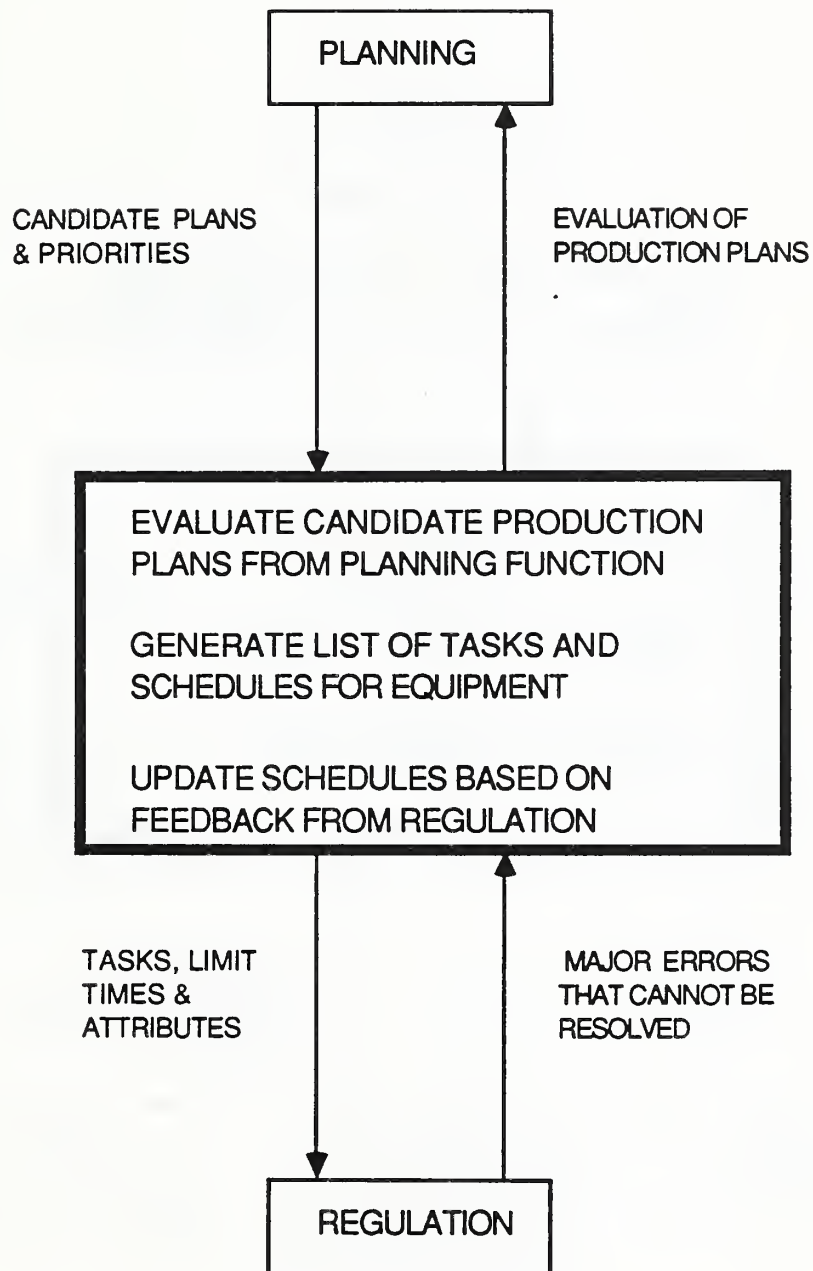 PLANNING
CANDIDATE PLANS
& PRIORITIES
EVALUATION OF
PRODUCTION PLANS
EVALUATE CANDIDATE PRODUCTION
PLANS FROM PLANNING FUNCTION
GENERATE LIST OF TASKS AND
SCHEDULES FOR EQUIPMENT
UPDATE SCHEDULES BASED ON
FEEDBACK FROM REGULATION
TASKS, LIMIT
TIMES &
ATTRIBUTES
MAJOR ERRORS
THAT CANNOT BE
RESOLVED
REGULATION